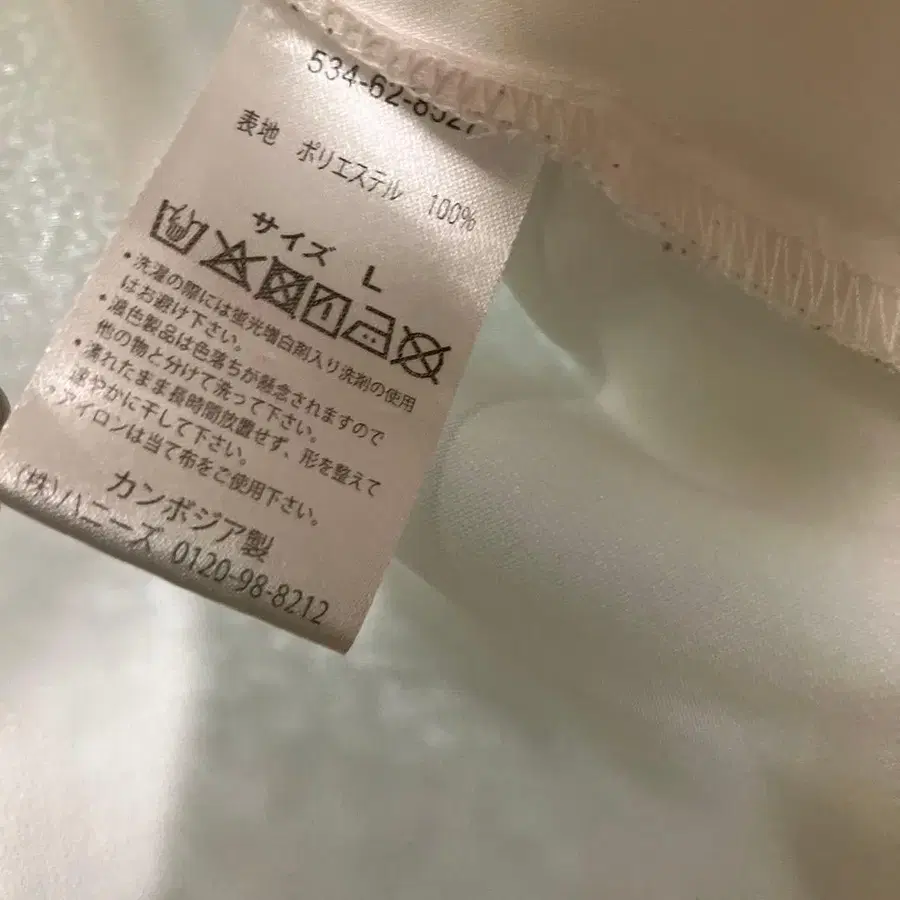 534-62-8527
表地 ポリエステル 100%
サイズ L
・洗濯の際には蛍光増白剤入り洗剤の使用
はお避け下さい。
・濃色製品は色落ちが懸念されますので
他の物と分けて洗って下さい。
・濡れたまま長時間放置せず、形を整えて
速やかに干して下さい。
・アイロンは当て布をご使用下さい。
カンボジア製
(株)ハニーズ 0120-98-8212